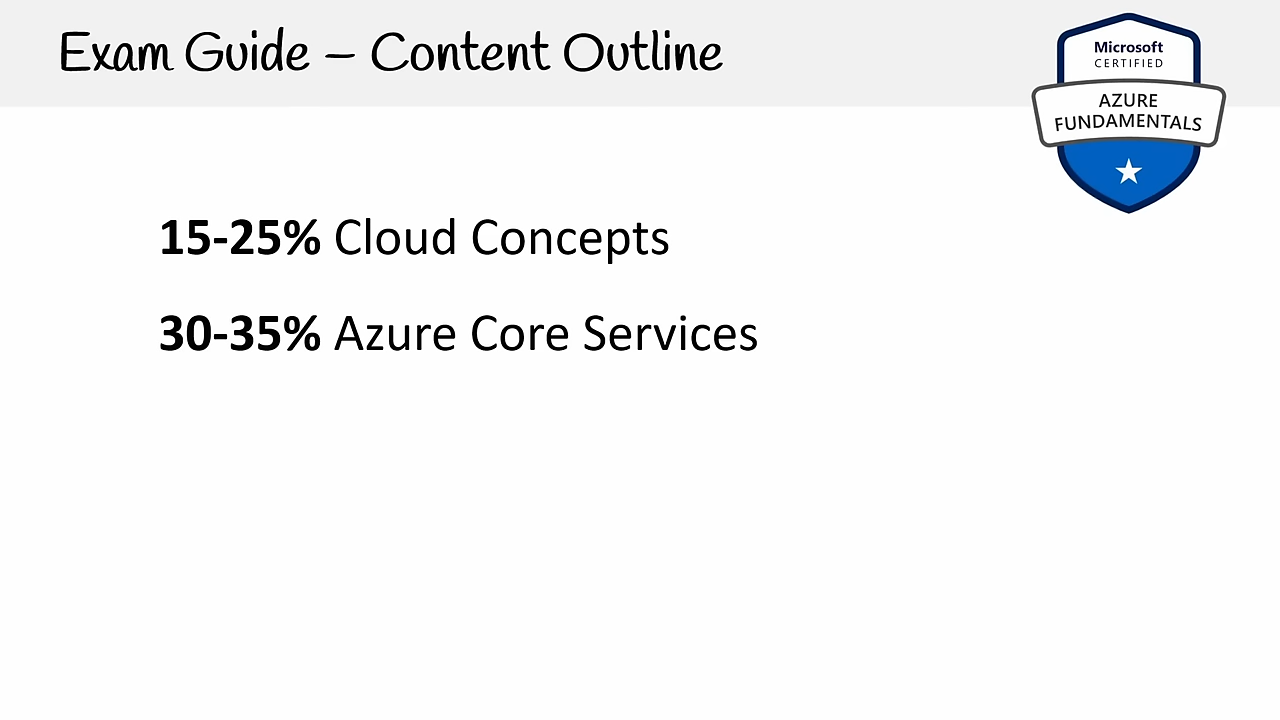 Exam Guide – Content Outline
Microsoft
CERTIFIED
AZURE
FUNDAMENTALS
15-25% Cloud Concepts
30-35% Azure Core Services